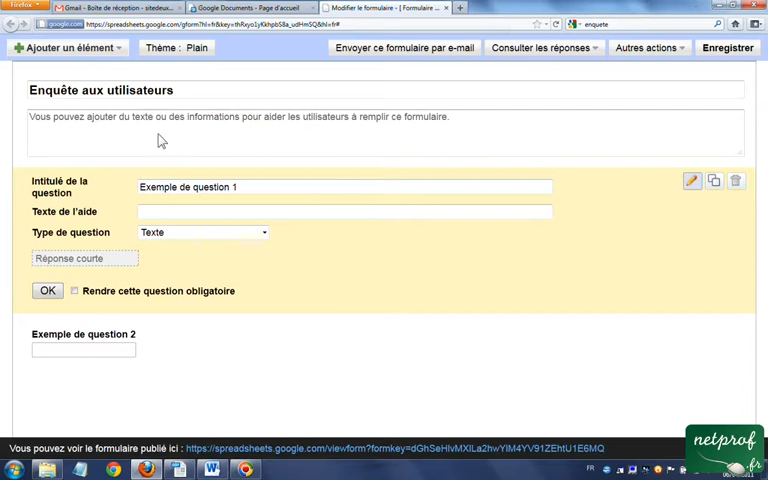 Firefox
Gmail - Boîte de réception - sitedeux...
Google Documents - Page d'accueil
Modifier le formulaire - [ Formulaire ...
google.com
https://spreadsheets.google.com/gform?hl=fr&key=thRxyo1yKkhpbS8a_udHmSQ&hl=fr#
enquete
Ajouter un élément
Thème : Plain
Envoyer ce formulaire par e-mail
Consulter les réponses
Autres actions
Enregistrer
Enquête aux utilisateurs
Vous pouvez ajouter du texte ou des informations pour aider les utilisateurs à remplir ce formulaire.
Intitulé de la
question
Exemple de question 1
Texte de l'aide
Type de question
Texte
Réponse courte
OK
Rendre cette question obligatoire
Exemple de question 2
Vous pouvez voir le formulaire publié ici : https://spreadsheets.google.com/viewform?formkey=dGhSeHlvMXlLa2hwYlM4YV91ZEhtU1E6MQ
netprof
.fr
FR